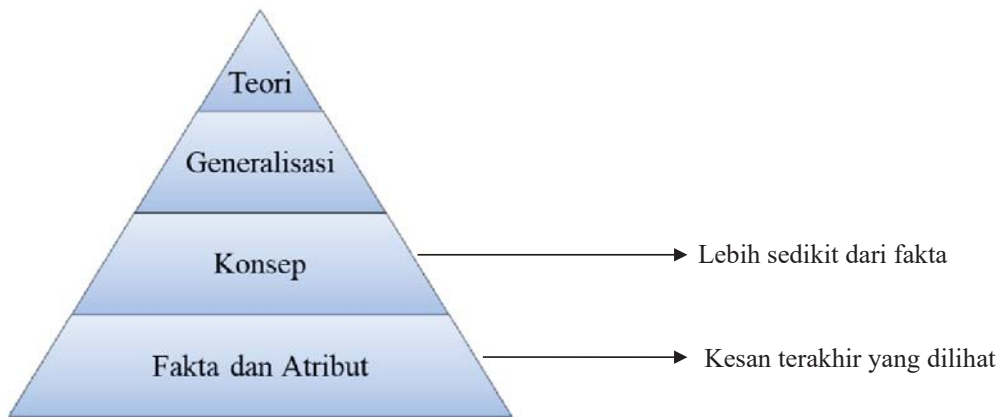 Teori
Generalisasi
Konsep
Lebih sedikit dari fakta
Fakta dan Atribut
Kesan terakhir yang dilihat